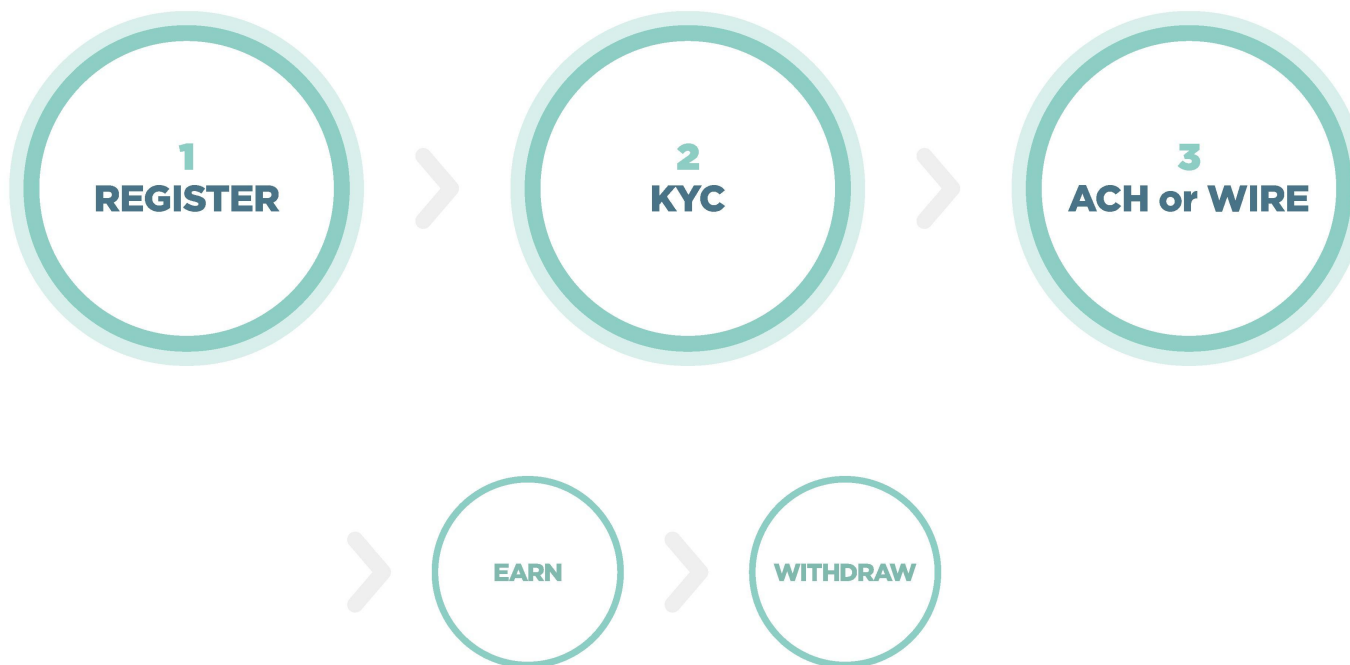 1
REGISTER
2
KYC
3
ACH or WIRE
EARN
WITHDRAW